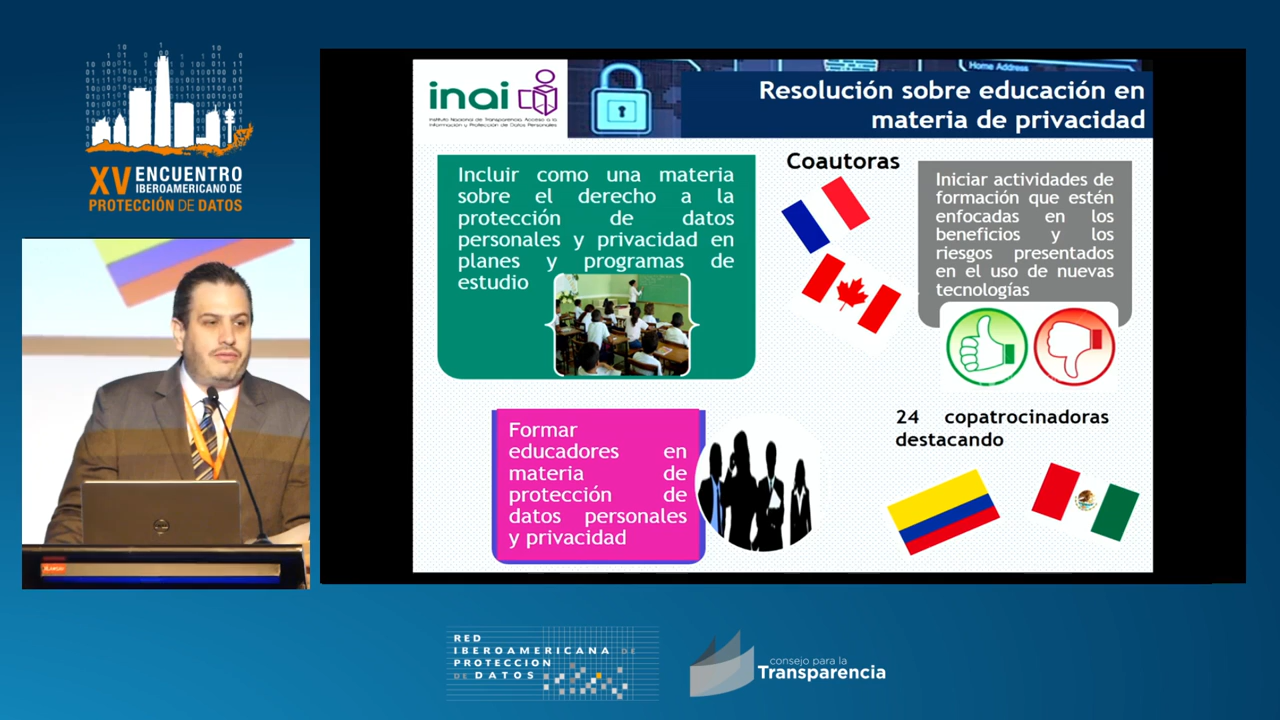 XV ENCUENTRO
IBEROAMERICANO DE
PROTECCIÓN DE DATOS
inai
Instituto Nacional de Transparencia, Acceso a la
Información y Protección de Datos Personales
Home Address
Resolución sobre educación en
materia de privacidad
Incluir como una materia
sobre el derecho a la
protección de datos
personales y privacidad en
planes y programas de
estudio
Coautoras
Iniciar actividades de
formación que estén
enfocadas en los
beneficios y los
riesgos presentados
en el uso de nuevas
tecnologías
Formar
educadores en
materia de
protección de
datos personales
y privacidad
24 copatrocinadoras
destacando
RED
IBEROAMERICANA DE
PROTECCION
DE DATOS
consejo para la
Transparencia